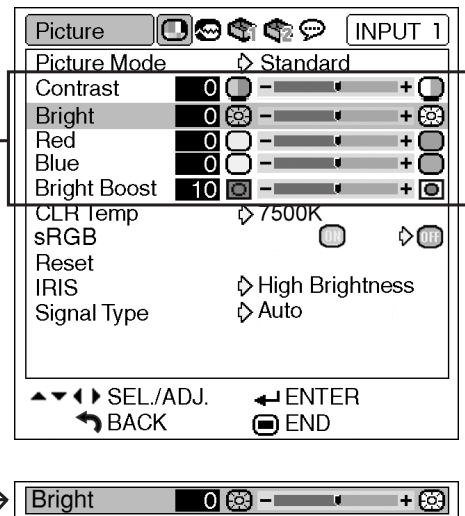 Picture INPUT 1
Picture Mode Standard
Contrast 0 - +
Bright 0 - +
Red 0 - +
Blue 0 - +
Bright Boost 10 - +
CLR Temp 7500K
sRGB ON OFF
Reset
IRIS High Brightness
Signal Type Auto
SEL./ADJ. ENTER
BACK END
Bright 0 - +